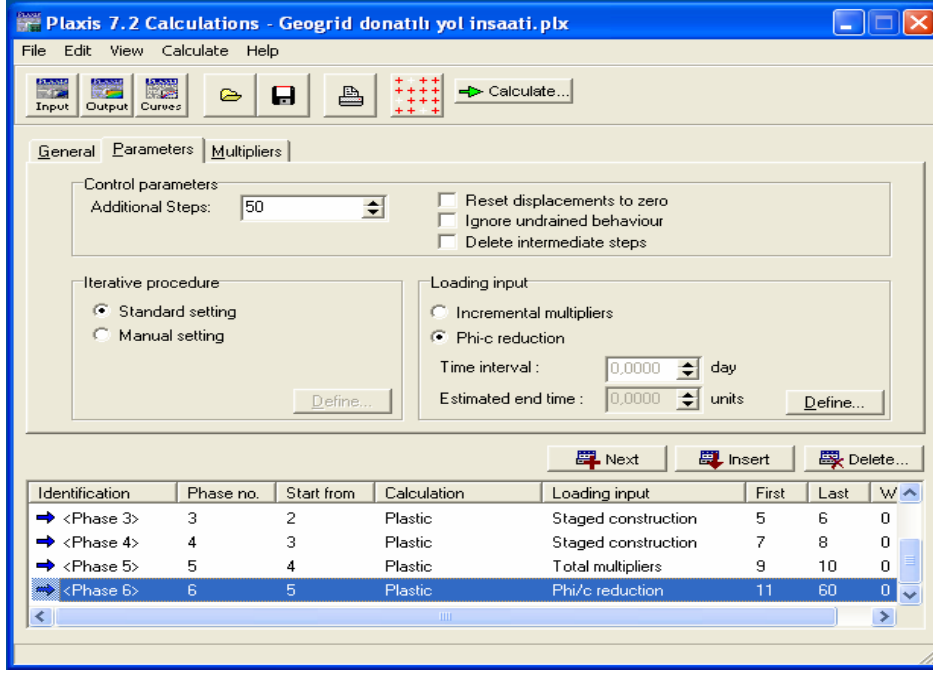 Plaxis 7.2 Calculations - Geogrid donatılı yol insaati.plx
File Edit View Calculate Help
Input Output Curves Calculate...
General Parameters Multipliers
Control parameters
Additional Steps: 50
Reset displacements to zero
Ignore undrained behaviour
Delete intermediate steps
Iterative procedure
Standard setting
Manual setting
Define...
Loading input
Incremental multipliers
Phi-c reduction
Time interval : 0,0000 day
Estimated end time : 0,0000 units
Define...
Next Insert Delete...
Identification Phase no. Start from Calculation Loading input First Last W
<Phase 3> 3 2 Plastic Staged construction 5 6 0
<Phase 4> 4 3 Plastic Staged construction 7 8 0
<Phase 5> 5 4 Plastic Total multipliers 9 10 0
<Phase 6> 6 5 Plastic Phi/c reduction 11 60 0